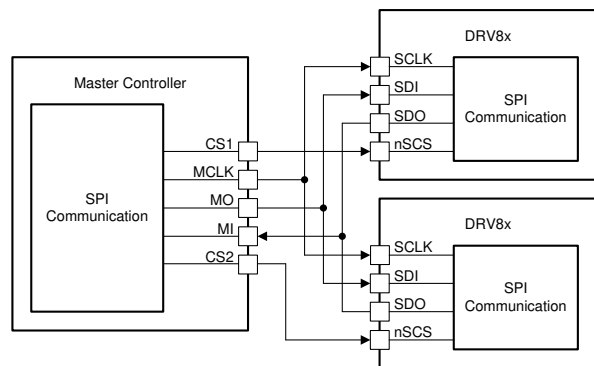 DRV8x
SCLK
SDI
SDO
nSCS
SPI
Communication
Master Controller
SPI
Communication
CS1
MCLK
MO
MI
CS2
DRV8x
SCLK
SDI
SDO
nSCS
SPI
Communication